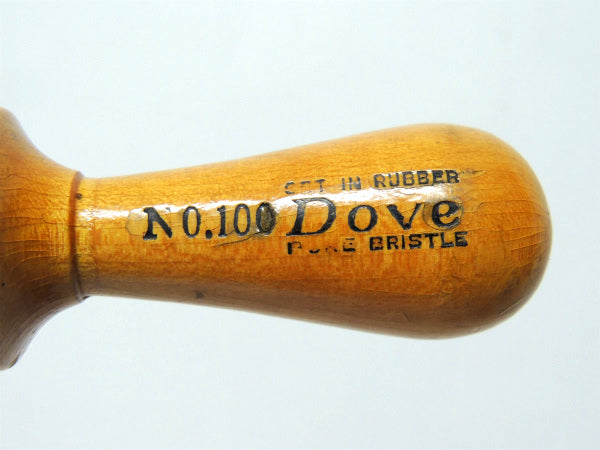 SET IN RUBBER
NO.100 Dove
PURE BRISTLE